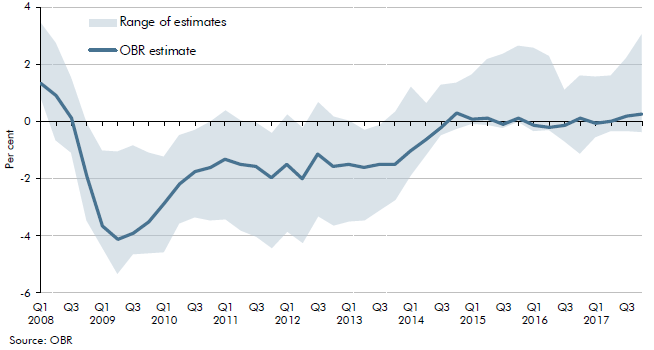 Range of estimates
OBR estimate
4
2
0
-2
-4
-6
Per cent
Q1 Q3 Q1 Q3 Q1 Q3 Q1 Q3 Q1 Q3 Q1 Q3 Q1 Q3 Q1 Q3 Q1 Q3 Q1 Q3
2008 2009 2010 2011 2012 2013 2014 2015 2016 2017
Source: OBR